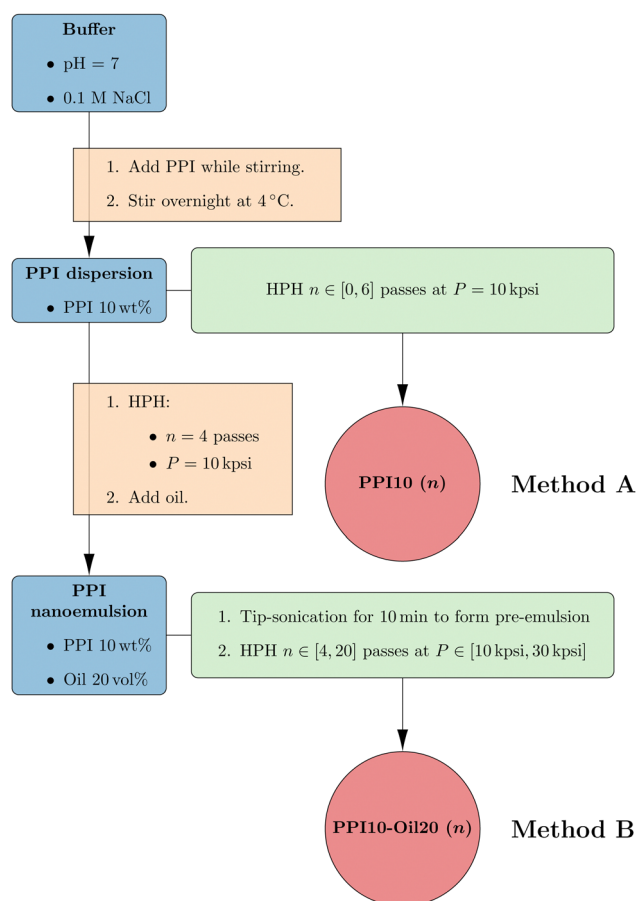 Buffer
• pH = 7
• 0.1 M NaCl
1. Add PPI while stirring.
2. Stir overnight at 4 °C.
PPI dispersion
• PPI 10 wt%
HPH n ∈ [0, 6] passes at P = 10 kpsi
1. HPH:
• n = 4 passes
• P = 10 kpsi
2. Add oil.
PPI10 (n)
Method A
PPI
nanoemulsion
• PPI 10 wt%
• Oil 20 vol%
1. Tip-sonication for 10 min to form pre-emulsion
2. HPH n ∈ [4, 20] passes at P ∈ [10 kpsi, 30 kpsi]
PPI10-Oil20 (n)
Method B